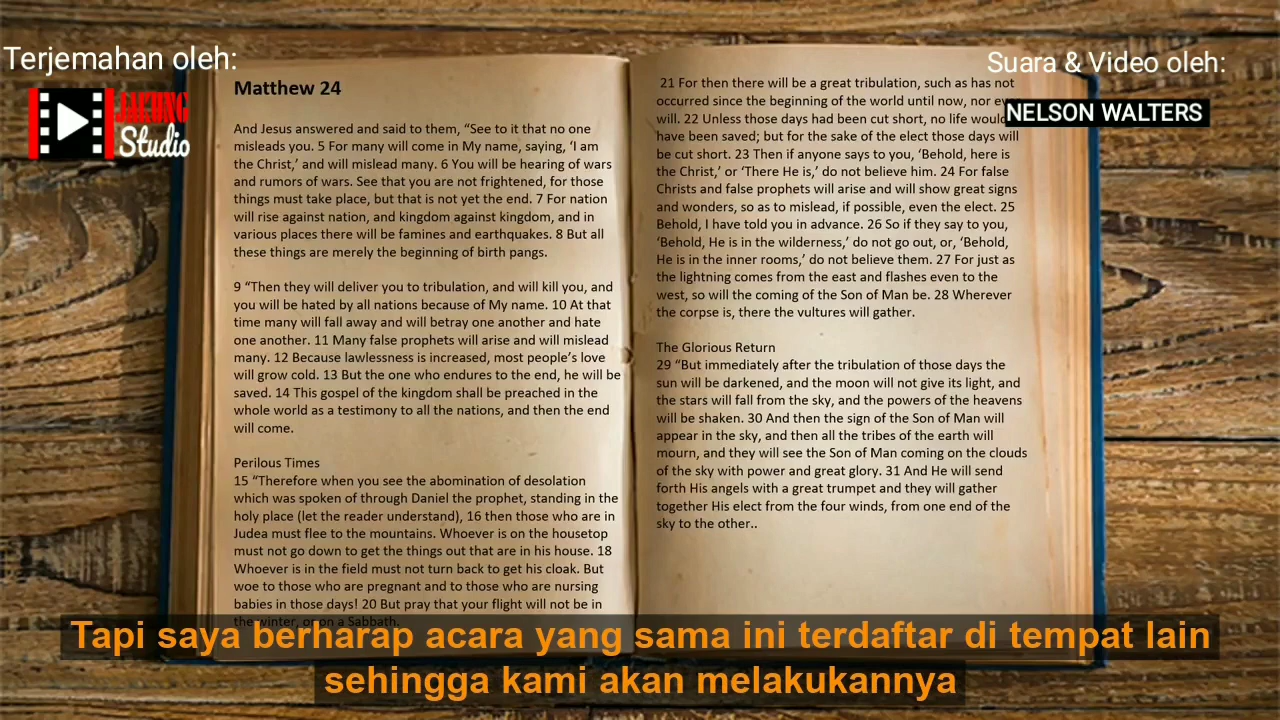 Terjemahan oleh:
JAEDNG
Studio
Suara & Video oleh:
NELSON WALTERS
Matthew 24
And Jesus answered and said to them, “See to it that no one
misleads you. 5 For many will come in My name, saying, ‘I am
the Christ,’ and will mislead many. 6 You will be hearing of wars
and rumors of wars. See that you are not frightened, for those
things must take place, but that is not yet the end. 7 For nation
will rise against nation, and kingdom against kingdom, and in
various places there will be famines and earthquakes. 8 But all
these things are merely the beginning of birth pangs.
9 “Then they will deliver you to tribulation, and will kill you, and
you will be hated by all nations because of My name. 10 At that
time many will fall away and will betray one another and hate
one another. 11 Many false prophets will arise and will mislead
many. 12 Because lawlessness is increased, most people’s love
will grow cold. 13 But the one who endures to the end, he will be
saved. 14 This gospel of the kingdom shall be preached in the
whole world as a testimony to all the nations, and then the end
will come.
Perilous Times
15 “Therefore when you see the abomination of desolation
which was spoken of through Daniel the prophet, standing in the
holy place (let the reader understand), 16 then those who are in
Judea must flee to the mountains. Whoever is on the housetop
must not go down to get the things out that are in his house. 18
Whoever is in the field must not turn back to get his cloak. But
woe to those who are pregnant and to those who are nursing
babies in those days! 20 But pray that your flight will not be in
the winter, or on a Sabbath.
21 For then there will be a great tribulation, such as has not
occurred since the beginning of the world until now, nor
will. 22 Unless those days had been cut short, no life would
have been saved; but for the sake of the elect those days will
be cut short. 23 Then if anyone says to you, ‘Behold, here is
the Christ,’ or ‘There He is,’ do not believe him. 24 For false
Christs and false prophets will arise and will show great signs
and wonders, so as to mislead, if possible, even the elect. 25
Behold, I have told you in advance. 26 So if they say to you,
‘Behold, He is in the wilderness,’ do not go out, or, ‘Behold,
He is in the inner rooms,’ do not believe them. 27 For just as
the lightning comes from the east and flashes even to the
west, so will the coming of the Son of Man be. 28 Wherever
the corpse is, there the vultures will gather.
The Glorious Return
29 “But immediately after the tribulation of those days the
sun will be darkened, and the moon will not give its light, and
the stars will fall from the sky, and the powers of the heavens
will be shaken. 30 And then the sign of the Son of Man will
appear in the sky, and then all the tribes of the earth will
mourn, and they will see the Son of Man coming on the clouds
of the sky with power and great glory. 31 And He will send
forth His angels with a great trumpet and they will gather
together His elect from the four winds, from one end of the
sky to the other..
Tapi saya berharap acara yang sama ini terdaftar di tempat lain
sehingga kami akan melakukannya